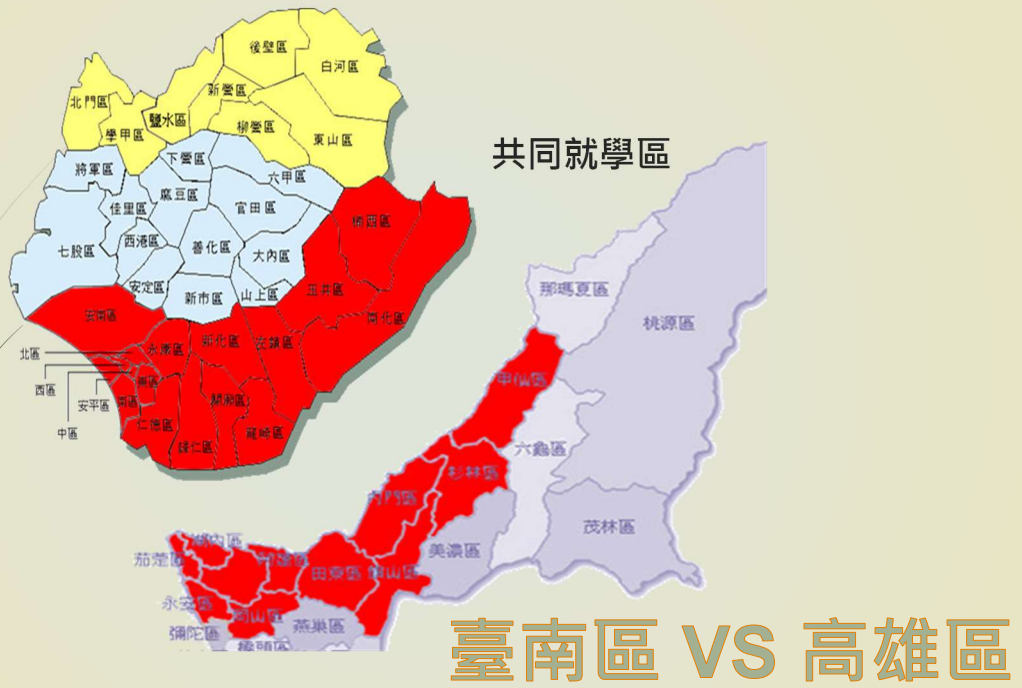 後壁區
白河區
新營區
北門區
鹽水區
學甲區
柳營區
東山區
下營區
將軍區
六甲區
麻豆區
佳里區
官田區
西港區
善化區
七股區
大內區
安定區
新市區
山上區
楠西區
玉井區
南化區
安南區
永康區
新化區
左鎮區
北區
西區
東區
安平區
南區
關廟區
中區
仁德區
歸仁區
龍崎區
共同就學區
那瑪夏區
桃源區
甲仙區
六龜區
杉林區
內門區
茂林區
美濃區
湖內區
茄萣區
田寮區
旗山區
永安區
岡山區
彌陀區
燕巢區
橋頭區
臺南區 VS 高雄區